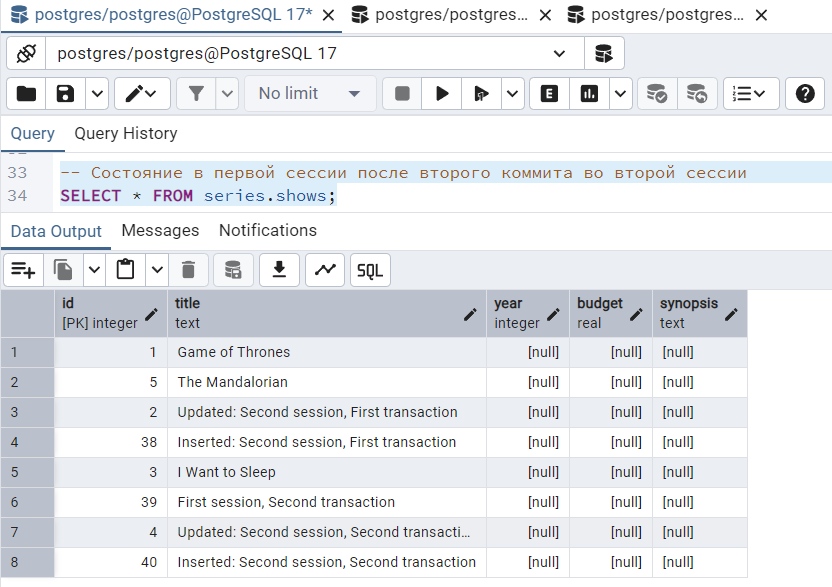 postgres/postgres@PostgreSQL 17*
postgres/postgres...
postgres/postgres...
postgres/postgres@PostgreSQL 17
No limit
E
Query
Query History
33 -- Состояние в первой сессии после второго коммита во второй сессии
34 SELECT * FROM series.shows;
Data Output
Messages
Notifications
SQL
id title year budget synopsis
[PK] integer text integer real text
1 1 Game of Thrones [null] [null] [null]
2 5 The Mandalorian [null] [null] [null]
3 2 Updated: Second session, First transaction [null] [null] [null]
4 38 Inserted: Second session, First transaction [null] [null] [null]
5 3 I Want to Sleep [null] [null] [null]
6 39 First session, Second transaction [null] [null] [null]
7 4 Updated: Second session, Second transacti... [null] [null] [null]
8 40 Inserted: Second session, Second transaction [null] [null] [null]